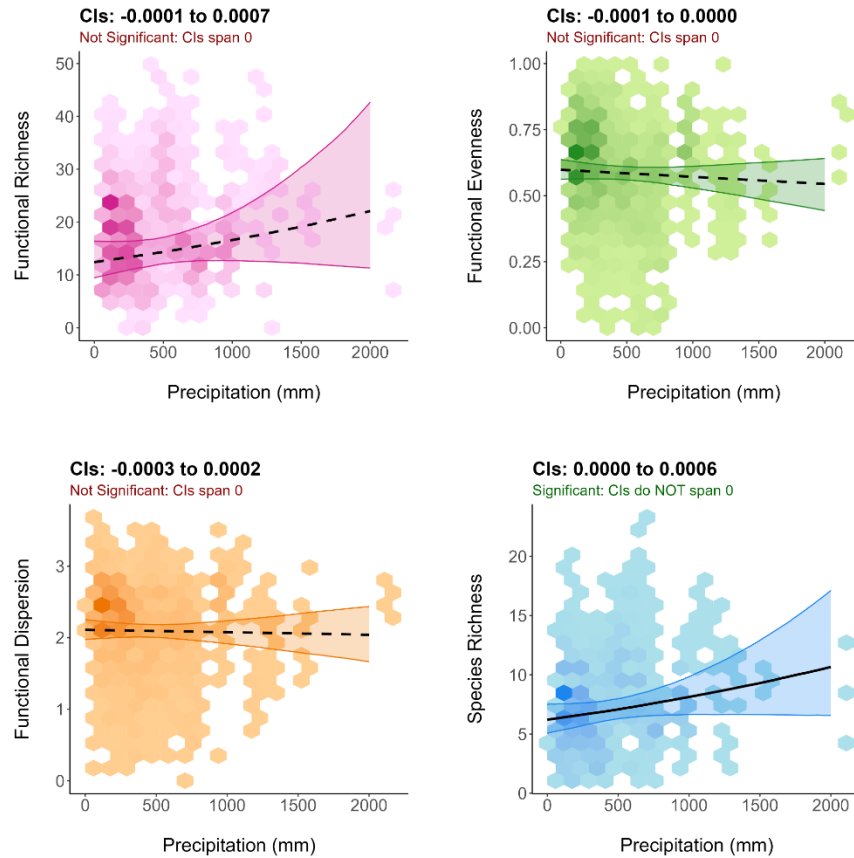 CIs: -0.0001 to 0.0007
Not Significant: CIs span 0
50
40
30
20
10
0
Functional Richness
0 500 1000 1500 2000
Precipitation (mm)
CIs: -0.0001 to 0.0000
Not Significant: CIs span 0
1.00
0.75
0.50
0.25
0.00
Functional Evenness
0 500 1000 1500 2000
Precipitation (mm)
CIs: -0.0003 to 0.0002
Not Significant: CIs span 0
3
2
1
0
Functional Dispersion
0 500 1000 1500 2000
Precipitation (mm)
CIs: 0.0000 to 0.0006
Significant: CIs do NOT span 0
20
15
10
5
0
Species Richness
0 500 1000 1500 2000
Precipitation (mm)